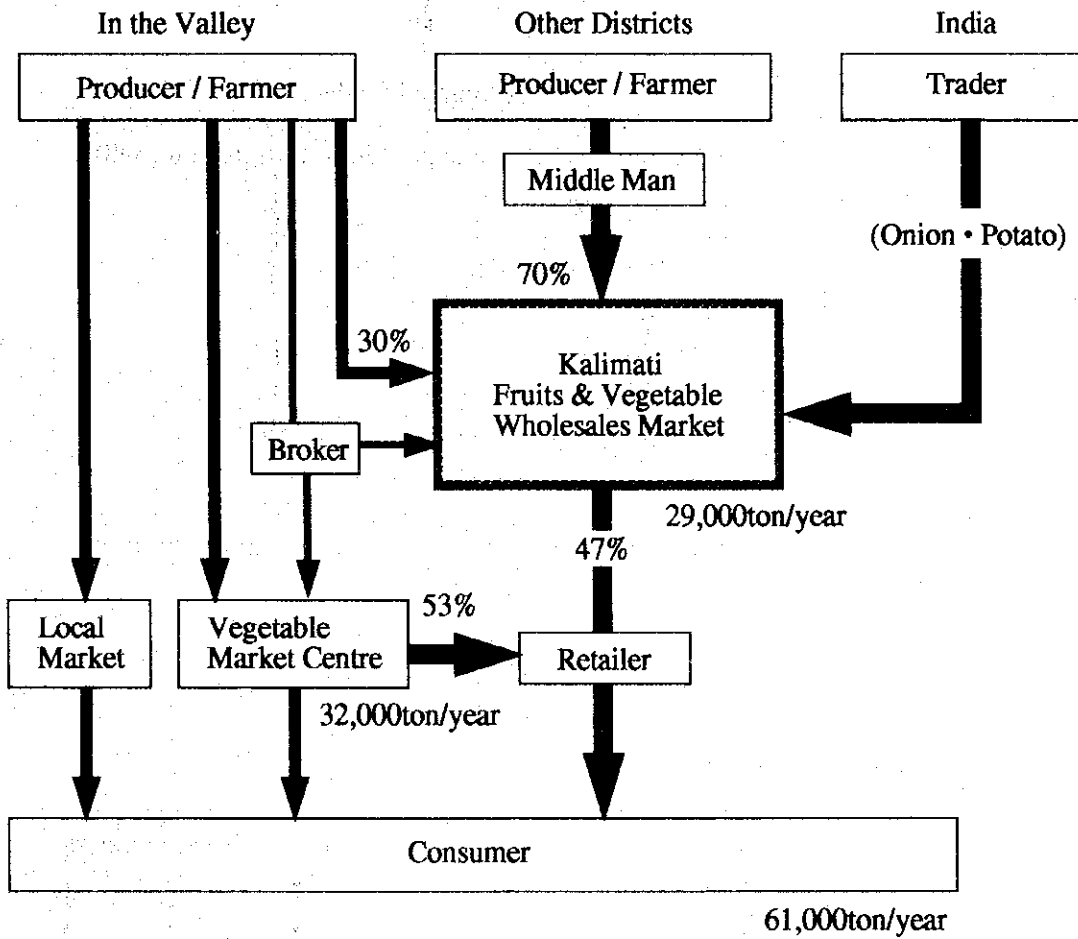 In the Valley
Other Districts
India
Producer / Farmer
Producer / Farmer
Trader
Middle Man
(Onion • Potato)
70%
30%
Kalimati
Fruits & Vegetable
Wholesales Market
Broker
29,000ton/year
47%
53%
Local
Market
Vegetable
Market Centre
Retailer
32,000ton/year
Consumer
61,000ton/year